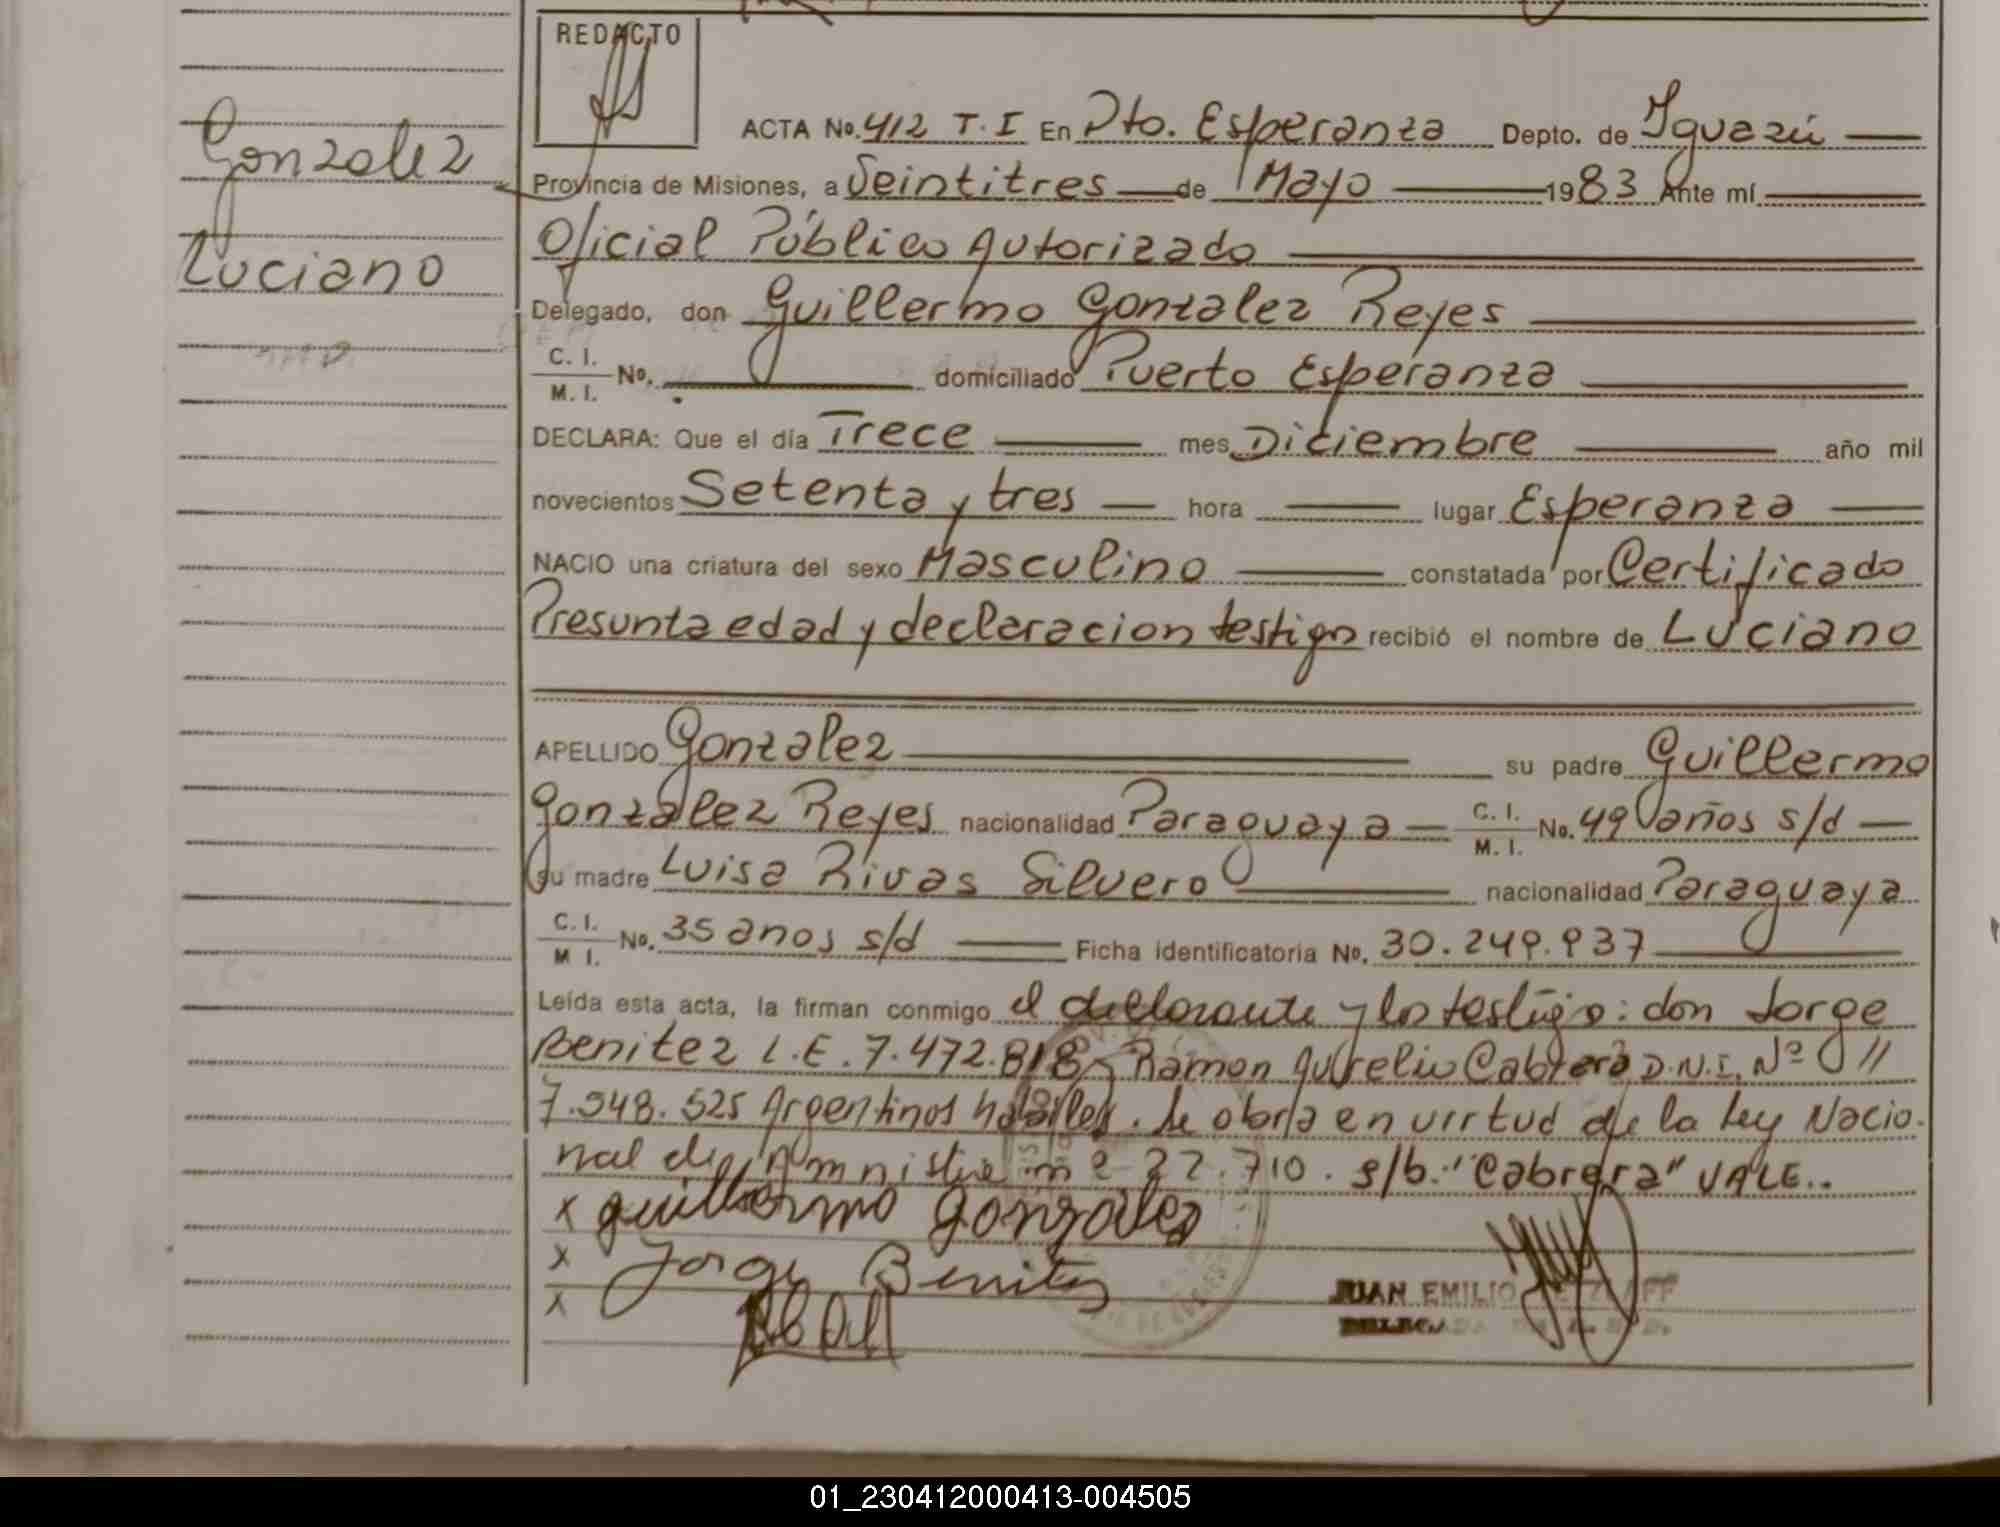 REDACTO
Gonzalez
Luciano
ACTA No. 412 T.I En Pto. Esperanza Depto. de Iguazú
Provincia de Misiones, a Veintitres de Mayo 1983 Ante mí
Oficial Público Autorizado
Delegado, don Guillermo Gonzalez Reyes
C. I.
M. I. No. domiciliado Puerto Esperanza
DECLARA: Que el día Trece mes Diciembre año mil
novecientos Setenta y tres hora lugar Esperanza
NACIO una criatura del sexo Masculino constatada por Certificado
Presunta edad y declaracion testigo recibió el nombre de Luciano
APELLIDO Gonzalez su padre Guillermo
Gonzalez Reyes nacionalidad Paraguaya C. I. M. I. No. 49 años s/d
su madre Luisa Rivas Silvero nacionalidad Paraguaya
C. I. M I. No. 35 anos s/d Ficha identificatoria No. 30.249.937
Leída esta acta, la firman conmigo el declarante y los testigo: don Jorge
Benitez L.E. 7.472.818 y Ramon Aurelio Cabrera D.N.I. Nº
7.548.525 Argentinos habiles. Se obra en virtud de la Ley Nacio.
nal de Amnistia nº 22.710. s/b. "Cabrera" VALE..
x guillermo gonzalez
x Jorge Benitez
x
JUAN EMILIO
01_230412000413-004505